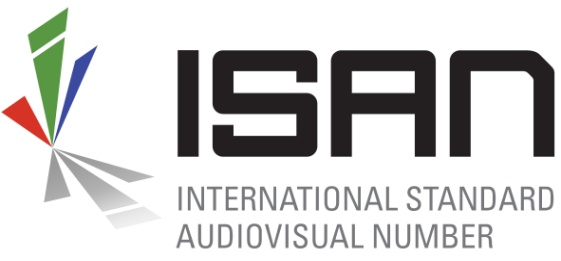 ISAN
INTERNATIONAL STANDARD
AUDIOVISUAL NUMBER